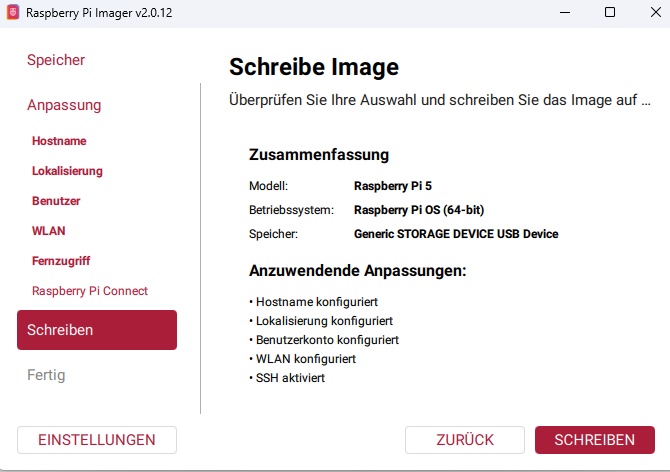 Raspberry Pi Imager v2.0.12
Speicher
Anpassung
Hostname
Lokalisierung
Benutzer
WLAN
Fernzugriff
Raspberry Pi Connect
Schreiben
Fertig
EINSTELLUNGEN
Schreibe Image
Überprüfen Sie Ihre Auswahl und schreiben Sie das Image auf ...
Zusammenfassung
Modell: Raspberry Pi 5
Betriebssystem: Raspberry Pi OS (64-bit)
Speicher: Generic STORAGE DEVICE USB Device
Anzuwendende Anpassungen:
• Hostname konfiguriert
• Lokalisierung konfiguriert
• Benutzerkonto konfiguriert
• WLAN konfiguriert
• SSH aktiviert
ZURÜCK
SCHREIBEN